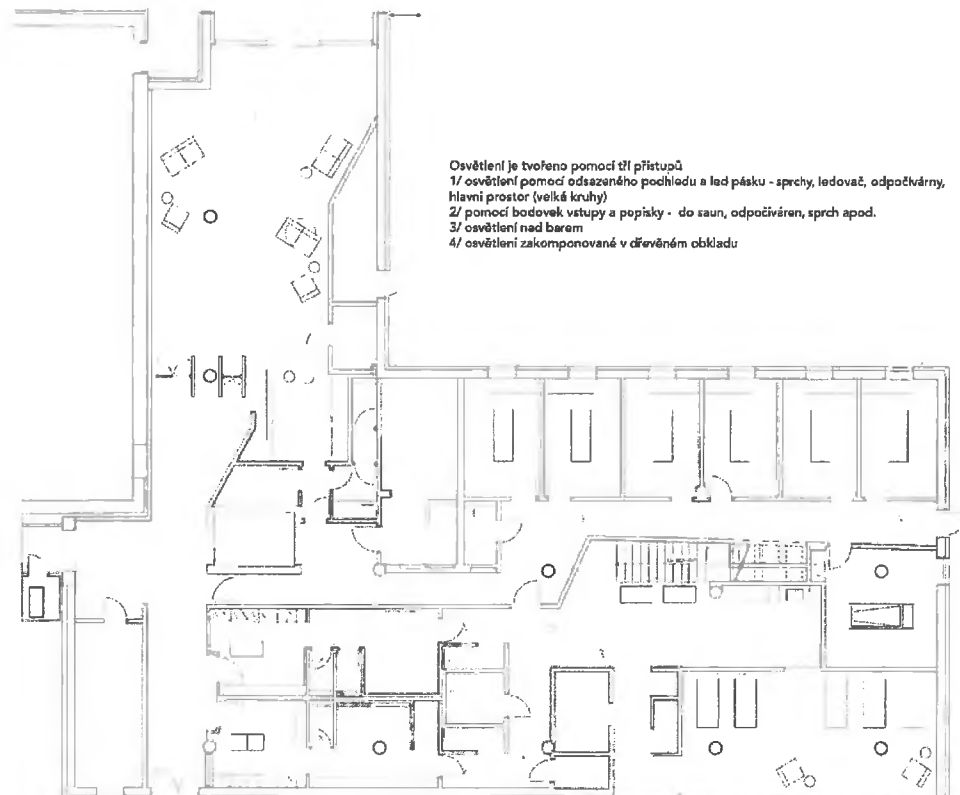 Osvětlení je tvořeno pomocí tří přístupů
1/ osvětlení pomocí odsazeného podhledu a led pásku - sprchy, ledovač, odpočívárny,
hlavní prostor (velké kruhy)
2/ pomocí bodovek vstupy a popisky - do saun, odpočíváren, sprch apod.
3/ osvětlení nad barem
4/ osvětlení zakomponované v dřevěném obkladu